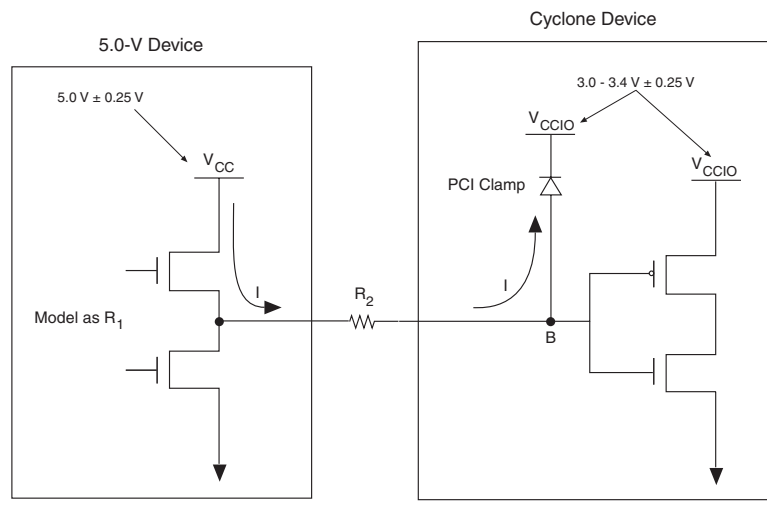 Cyclone Device
5.0-V Device
5.0 V ± 0.25 V
3.0 - 3.4 V ± 0.25 V
VCC
VCCIO
VCCIO
PCI Clamp
I
I
R2
Model as R1
B